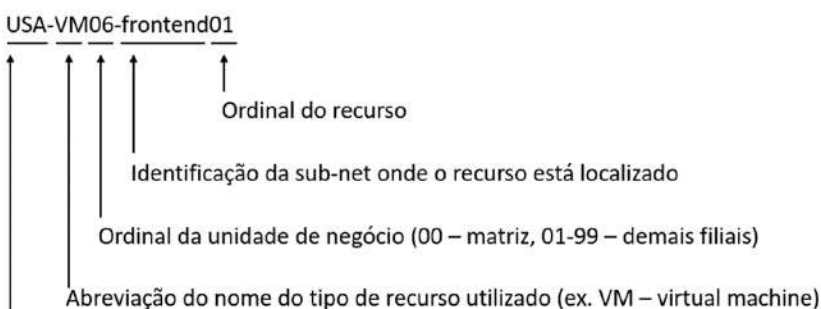 USA-VM06-frontend01
Ordinal do recurso
Identificação da sub-net onde o recurso está localizado
Ordinal da unidade de negócio (00 – matriz, 01-99 – demais filiais)
Abreviação do nome do tipo de recurso utilizado (ex. VM – virtual machine)